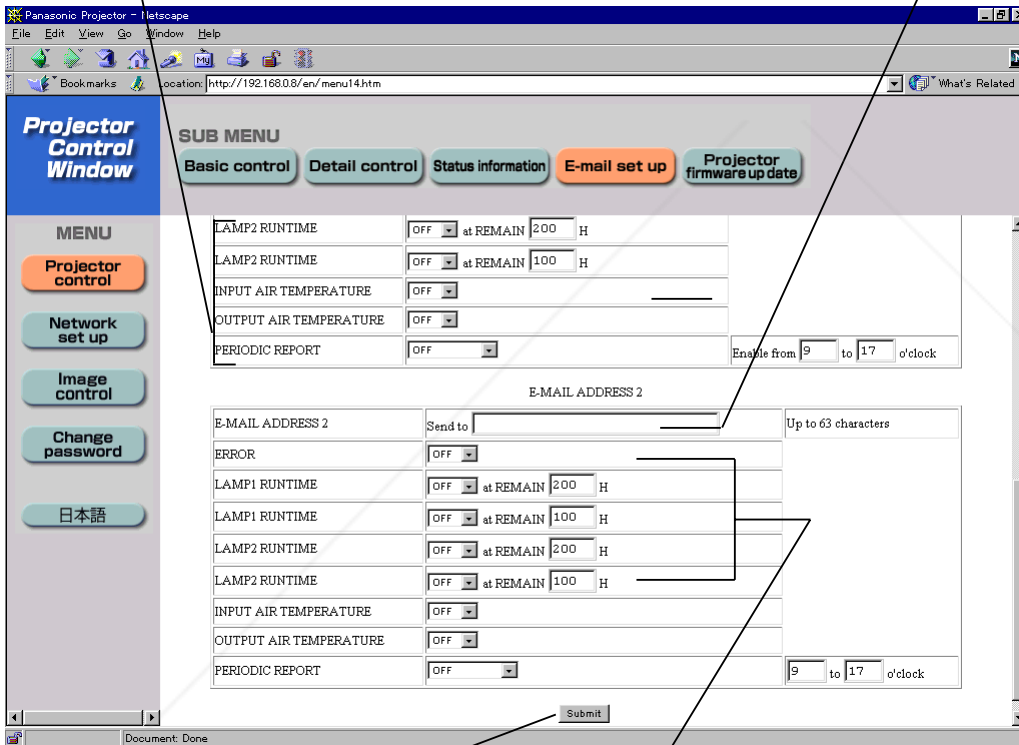 Panasonic Projector - Netscape
File Edit View Go Window Help
My
Bookmarks Location: http://192.168.0.8/en/menu14.htm What's Related
Projector Control Window
SUB MENU
Basic control Detail control Status information E-mail set up Projector firmware up date
MENU
Projector control
Network set up
Image control
Change password
日本語
LAMP2 RUNTIME OFF at REMAIN 200 H
LAMP2 RUNTIME OFF at REMAIN 100 H
INPUT AIR TEMPERATURE OFF
OUTPUT AIR TEMPERATURE OFF
PERIODIC REPORT OFF Enable from 9 to 17 o'clock
E-MAIL ADDRESS 2
E-MAIL ADDRESS 2 Send to Up to 63 characters
ERROR OFF
LAMP1 RUNTIME OFF at REMAIN 200 H
LAMP1 RUNTIME OFF at REMAIN 100 H
LAMP2 RUNTIME OFF at REMAIN 200 H
LAMP2 RUNTIME OFF at REMAIN 100 H
INPUT AIR TEMPERATURE OFF
OUTPUT AIR TEMPERATURE OFF
PERIODIC REPORT OFF 9 to 17 o'clock
Submit
Document: Done